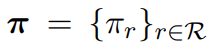 𝝅 = {π_r}_{r∈ℛ}